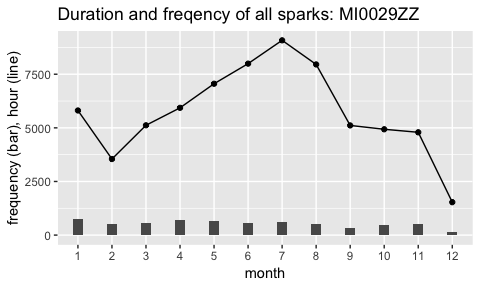 Duration and freqency of all sparks: MI0029ZZ
frequency (bar), hour (line)
7500
5000
2500
0
1 2 3 4 5 6 7 8 9 10 11 12
month